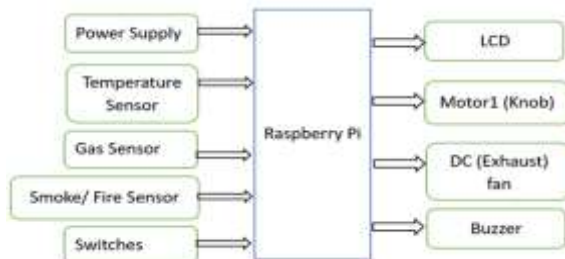 Power Supply
Temperature
Sensor
Gas Sensor
Smoke/ Fire Sensor
Switches
Raspberry Pi
LCD
Motor1 (Knob)
DC (Exhaust)
fan
Buzzer